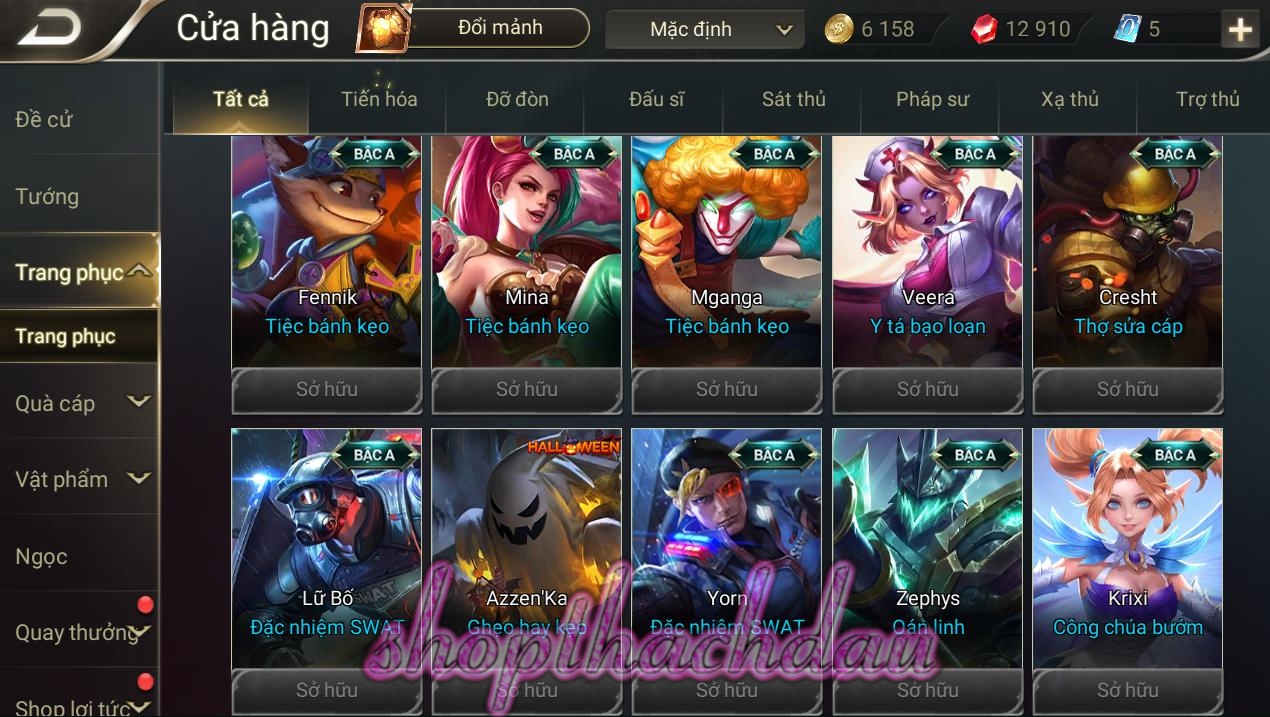 Cửa hàng
Đổi mảnh
Mặc định
6 158
12 910
5
Đề cử
Tướng
Trang phục
Trang phục
Quà cáp
Vật phẩm
Ngọc
Quay thưởng
Shop lợi tức
Tất cả
Tiến hóa
Đỡ đòn
Đấu sĩ
Sát thủ
Pháp sư
Xạ thủ
Trợ thủ
BẬC A
Fennik
Tiệc bánh kẹo
Sở hữu
BẬC A
Mina
Tiệc bánh kẹo
Sở hữu
BẬC A
Mganga
Tiệc bánh kẹo
Sở hữu
BẬC A
Veera
Y tá bạo loạn
Sở hữu
BẬC A
Cresht
Thợ sửa cáp
Sở hữu
BẬC A
SWAT
Lữ Bố
Đặc nhiệm SWAT
Sở hữu
HALLOWEEN
Azzen'Ka
Ghẹo hay kẹo
Sở hữu
BẬC A
Yorn
Đặc nhiệm SWAT
Sở hữu
BẬC A
Zephys
Oán linh
Sở hữu
BẬC A
Krixi
Công chúa bướm
Sở hữu
shopthachdau